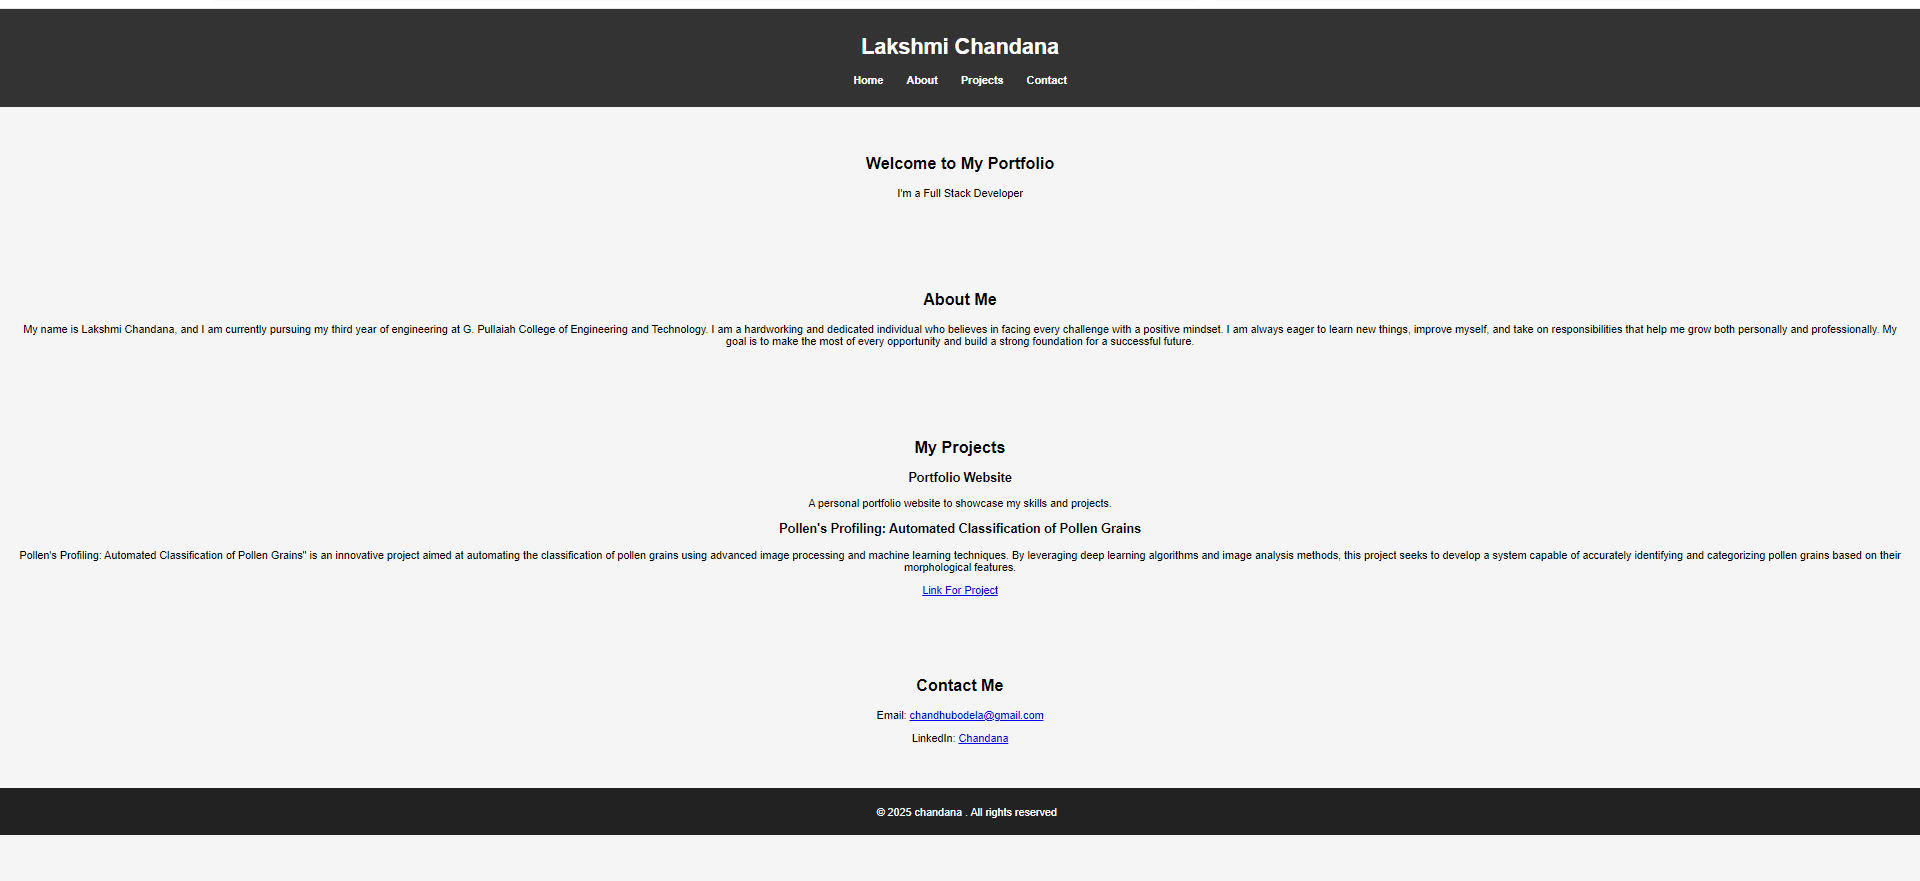 Lakshmi Chandana
Home About Projects Contact
Welcome to My Portfolio
I'm a Full Stack Developer
About Me
My name is Lakshmi Chandana, and I am currently pursuing my third year of engineering at G. Pullaiah College of Engineering and Technology. I am a hardworking and dedicated individual who believes in facing every challenge with a positive mindset. I am always eager to learn new things, improve myself, and take on responsibilities that help me grow both personally and professionally. My
goal is to make the most of every opportunity and build a strong foundation for a successful future.
My Projects
Portfolio Website
A personal portfolio website to showcase my skills and projects.
Pollen's Profiling: Automated Classification of Pollen Grains
Pollen's Profiling: Automated Classification of Pollen Grains" is an innovative project aimed at automating the classification of pollen grains using advanced image processing and machine learning techniques. By leveraging deep learning algorithms and image analysis methods, this project seeks to develop a system capable of accurately identifying and categorizing pollen grains based on their
morphological features.
Link For Project
Contact Me
Email: chandhubodela@gmail.com
LinkedIn: Chandana
© 2025 chandana . All rights reserved